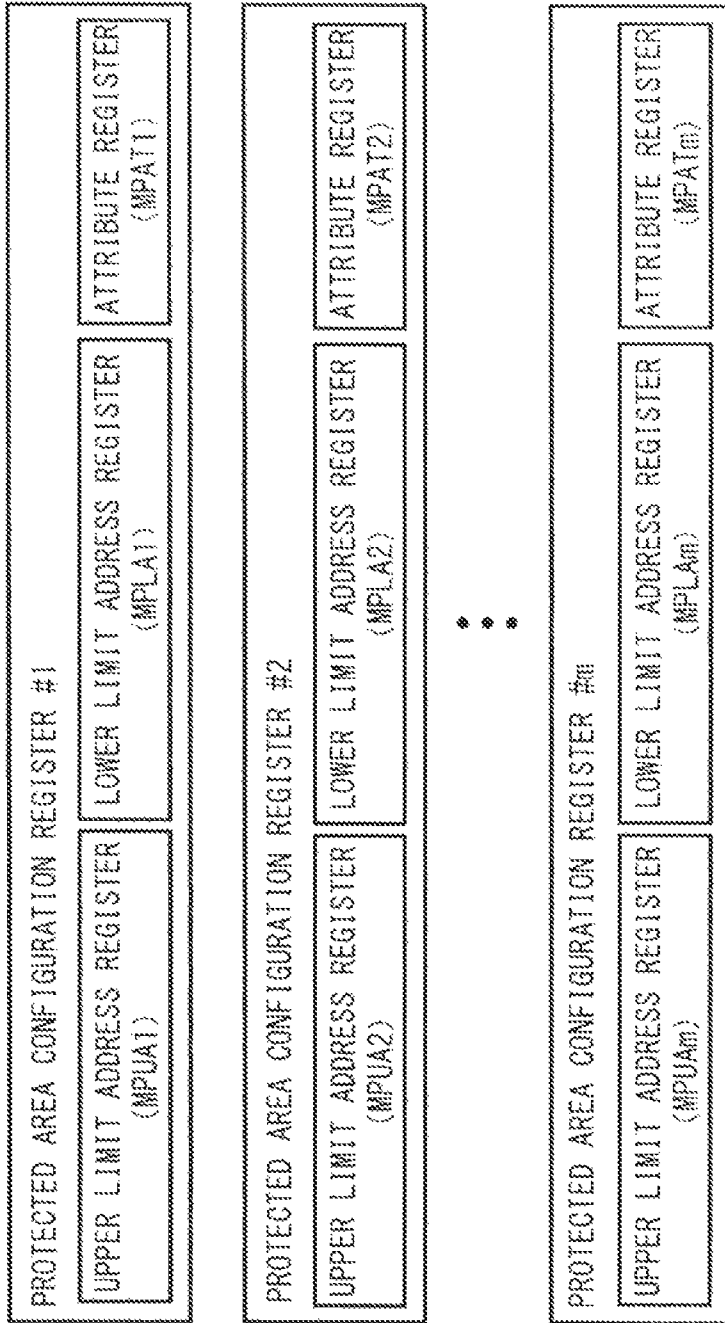 PROTECTED AREA CONFIGURATION REGISTER #1
UPPER LIMIT ADDRESS REGISTER
(MPUA1)
LOWER LIMIT ADDRESS REGISTER
(MPLA1)
ATTRIBUTE REGISTER
(MPAT1)
PROTECTED AREA CONFIGURATION REGISTER #2
UPPER LIMIT ADDRESS REGISTER
(MPUA2)
LOWER LIMIT ADDRESS REGISTER
(MPLA2)
ATTRIBUTE REGISTER
(MPAT2)
PROTECTED AREA CONFIGURATION REGISTER #m
UPPER LIMIT ADDRESS REGISTER
(MPUAm)
LOWER LIMIT ADDRESS REGISTER
(MPLAm)
ATTRIBUTE REGISTER
(MPATm)